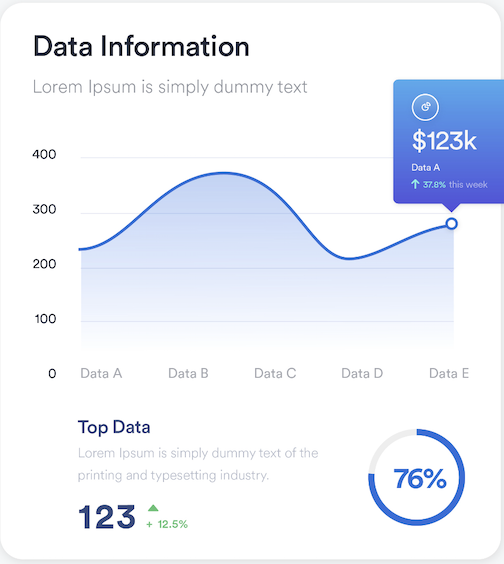 Data Information
Lorem Ipsum is simply dummy text
$123k
Data A
37.8% this week
400
300
200
100
0
Data A
Data B
Data C
Data D
Data E
Top Data
Lorem Ipsum is simply dummy text of the
printing and typesetting industry.
123
+ 12.5%
76%